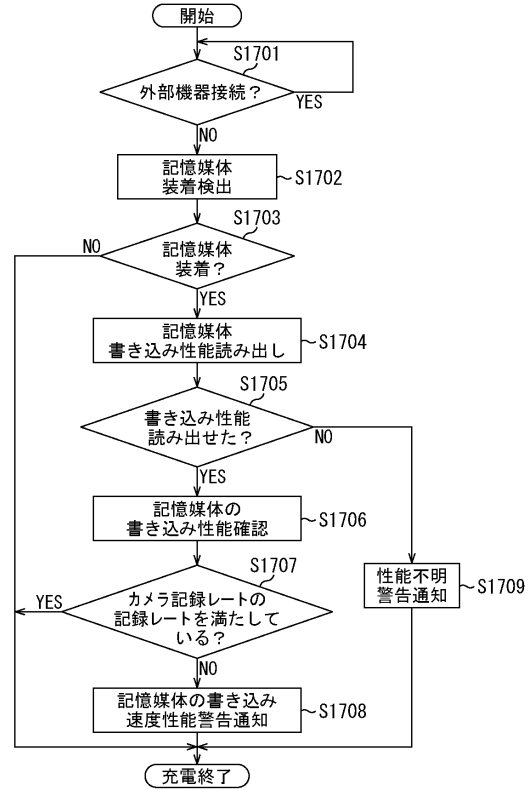 開始
S1701
外部機器接続？
YES
NO
記憶媒体
装着検出
S1702
S1703
NO
記憶媒体
装着？
YES
記憶媒体
書き込み性能読み出し
S1704
S1705
書き込み性能
読み出せた？
NO
YES
記憶媒体の
書き込み性能確認
S1706
S1707
YES
カメラ記録レートの
記録レートを満たして
いる？
NO
性能不明
警告通知
S1709
記憶媒体の書き込み
速度性能警告通知
S1708
充電終了